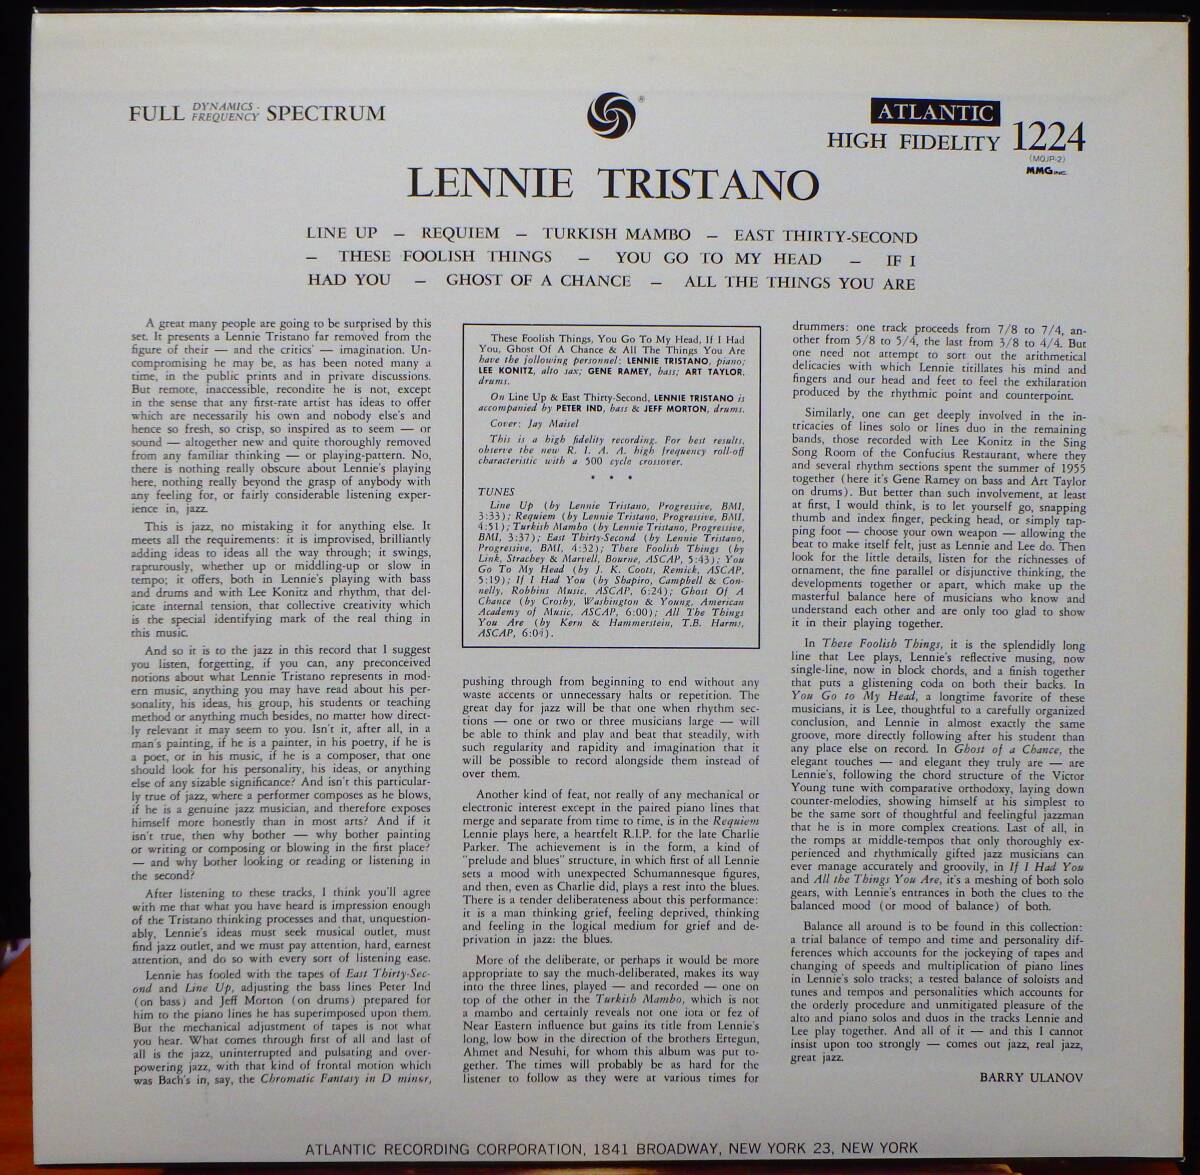 FULL DYNAMICS - FREQUENCY SPECTRUM
®
ATLANTIC
HIGH FIDELITY 1224
(MQJP-2)
MMG INC.
LENNIE TRISTANO
LINE UP — REQUIEM — TURKISH MAMBO — EAST THIRTY-SECOND
— THESE FOOLISH THINGS — YOU GO TO MY HEAD — IF I
HAD YOU — GHOST OF A CHANCE — ALL THE THINGS YOU ARE
A great many people are going to be surprised by this
set. It presents a Lennie Tristano far removed from the
figure of their — and the critics' — imagination. Un-
compromising he may be, as has been noted many a
time, in the public prints and in private discussions.
But remote, inaccessible, recondite he is not, except
in the sense that any first-rate artist has ideas to offer
which are necessarily his own and nobody else's and
hence so fresh, so crisp, so inspired as to seem — or
sound — altogether new and quite thoroughly removed
from any familiar thinking — or playing-pattern. No,
there is nothing really obscure about Lennie's playing
here, nothing really beyond the grasp of anybody with
any feeling for, or fairly considerable listening exper-
ience in, jazz.
This is jazz, no mistaking it for anything else. It
meets all the requirements: it is improvised, brilliantly
adding ideas to ideas all the way through; it swings,
rapturously, whether up or middling-up or slow in
tempo; it offers, both in Lennie's playing with bass
and drums and with Lee Konitz and rhythm, that del-
icate internal tension, that collective creativity which
is the special identifying mark of the real thing in
this music.
And so it is to the jazz in this record that I suggest
you listen, forgetting, if you can, any preconceived
notions about what Lennie Tristano represents in mod-
ern music, anything you may have read about his per-
sonality, his ideas, his group, his students or teaching
method or anything much besides, no matter how direct-
ly relevant it may seem to you. Isn't it, after all, in a
man's painting, if he is a painter, in his poetry, if he is
a poet, or in his music, if he is a composer, that one
should look for his personality, his ideas, or anything
else of any sizable significance? And isn't this particular-
ly true of jazz, where a performer composes as he blows,
if he is a genuine jazz musician, and therefore exposes
himself more honestly than in most arts? And if it
isn't true, then why bother — why bother painting
or writing or composing or blowing in the first place?
— and why bother looking or reading or listening in
the second?
After listening to these tracks, I think you'll agree
with me that what you have heard is impression enough
of the Tristano thinking processes and that, unquestion-
ably, Lennie's ideas must seek musical outlet, must
find jazz outlet, and we must pay attention, hard, earnest
attention, and do so with every sort of listening ease.
Lennie has fooled with the tapes of East Thirty-Sec-
ond and Line Up, adjusting the bass lines Peter Ind
(on bass) and Jeff Morton (on drums) prepared for
him to the piano lines he has superimposed upon them.
But the mechanical adjustment of tapes is not what
you hear. What comes through first of all and last of
all is the jazz, uninterrupted and pulsating and over-
powering jazz, with that kind of frontal motion which
was Bach's in, say, the Chromatic Fantasy in D minor,
These Foolish Things, You Go To My Head, If I Had
You, Ghost Of A Chance & All The Things You Are
have the following personnel: LENNIE TRISTANO, piano;
LEE KONITZ, alto sax; GENE RAMEY, bass; ART TAYLOR,
drums.
On Line Up & East Thirty-Second, LENNIE TRISTANO is
accompanied by PETER IND, bass & JEFF MORTON, drums.
Cover: Jay Maisel
This is a high fidelity recording. For best results,
observe the new R. I. A. A. high frequency roll-off
characteristic with a 500 cycle crossover.
* * *
TUNES
Line Up (by Lennie Tristano, Progressive, BMI,
3:33); Requiem (by Lennie Tristano, Progressive, BMI,
4:51); Turkish Mambo (by Lennie Tristano, Progressive,
BMI, 3:37); East Thirty-Second (by Lennie Tristano,
Progressive, BMI, 4:32); These Foolish Things (by
Link, Strachey & Marvell, Bourne, ASCAP, 5:43); You
Go To My Head (by J. K. Coots, Remick, ASCAP,
5:19); If I Had You (by Shapiro, Campbell & Con-
nelly, Robbins Music, ASCAP, 6:24); Ghost Of A
Chance (by Crosby, Washington & Young, American
Academy of Music, ASCAP, 6:00); All The Things
You Are (by Kern & Hammerstein, T.B. Harms,
ASCAP, 6:04).
pushing through from beginning to end without any
waste accents or unnecessary halts or repetition. The
great day for jazz will be that one when rhythm sec-
tions — one or two or three musicians large — will
be able to think and play and beat that steadily, with
such regularity and rapidity and imagination that it
will be possible to record alongside them instead of
over them.
Another kind of feat, not really of any mechanical or
electronic interest except in the paired piano lines that
merge and separate from time to time, is in the Requiem
Lennie plays here, a heartfelt R.I.P. for the late Charlie
Parker. The achievement is in the form, a kind of
"prelude and blues" structure, in which first of all Lennie
sets a mood with unexpected Schumannesque figures,
and then, even as Charlie did, plays a rest into the blues.
There is a tender deliberateness about this performance:
it is a man thinking grief, feeling deprived, thinking
and feeling in the logical medium for grief and de-
privation in jazz: the blues.
More of the deliberate, or perhaps it would be more
appropriate to say the much-deliberated, makes its way
into the three lines, played — and recorded — one on
top of the other in the Turkish Mambo, which is not
a mambo and certainly reveals not one iota or fez of
Near Eastern influence but gains its title from Lennie's
long, low bow in the direction of the brothers Ertegun,
Ahmet and Nesuhi, for whom this album was put to-
gether. The times will probably be as hard for the
listener to follow as they were at various times for
drummers: one track proceeds from 7/8 to 7/4, an-
other from 5/8 to 5/4, the last from 3/8 to 4/4. But
one need not attempt to sort out the arithmetical
delicacies with which Lennie titillates his mind and
fingers and our head and feet to feel the exhilaration
produced by the rhythmic point and counterpoint.
Similarly, one can get deeply involved in the in-
tricacies of lines solo or lines duo in the remaining
bands, those recorded with Lee Konitz in the Sing
Song Room of the Confucius Restaurant, where they
and several rhythm sections spent the summer of 1955
together (here it's Gene Ramey on bass and Art Taylor
on drums). But better than such involvement, at least
at first, I would think, is to let yourself go, snapping
thumb and index finger, pecking head, or simply tap-
ping foot — choose your own weapon — allowing the
beat to make itself felt, just as Lennie and Lee do. Then
look for the little details, listen for the richnesses of
ornament, the fine parallel or disjunctive thinking, the
developments together or apart, which make up the
masterful balance here of musicians who know and
understand each other and are only too glad to show
it in their playing together.
In These Foolish Things, it is the splendidly long
line that Lee plays, Lennie's reflective musing, now
single-line, now in block chords, and a finish together
that puts a glistening coda on both their backs. In
You Go to My Head, a longtime favorite of these
musicians, it is Lee, thoughtful to a carefully organized
conclusion, and Lennie in almost exactly the same
groove, more directly following after his student than
any place else on record. In Ghost of a Chance, the
elegant touches — and elegant they truly are — are
Lennie's, following the chord structure of the Victor
Young tune with comparative orthodoxy, laying down
counter-melodies, showing himself at his simplest to
be the same sort of thoughtful and feelingful jazzman
that he is in more complex creations. Last of all, in
the romps at middle-tempos that only thoroughly ex-
perienced and rhythmically gifted jazz musicians can
ever manage accurately and groovily, in If I Had You
and All the Things You Are, it's a meshing of both solo
gears, with Lennie's entrances in both the clues to the
balanced mood (or mood of balance) of both.
Balance all around is to be found in this collection:
a trial balance of tempo and time and personality dif-
ferences which accounts for the jockeying of tapes and
changing of speeds and multiplication of piano lines
in Lennie's solo tracks; a tested balance of soloists and
tunes and tempos and personalities which accounts for
the orderly procedure and unmitigated pleasure of the
alto and piano solos and duos in the tracks Lennie and
Lee play together. And all of it — and this I cannot
insist upon too strongly — comes out jazz, real jazz,
great jazz.
BARRY ULANOV
ATLANTIC RECORDING CORPORATION, 1841 BROADWAY, NEW YORK 23, NEW YORK